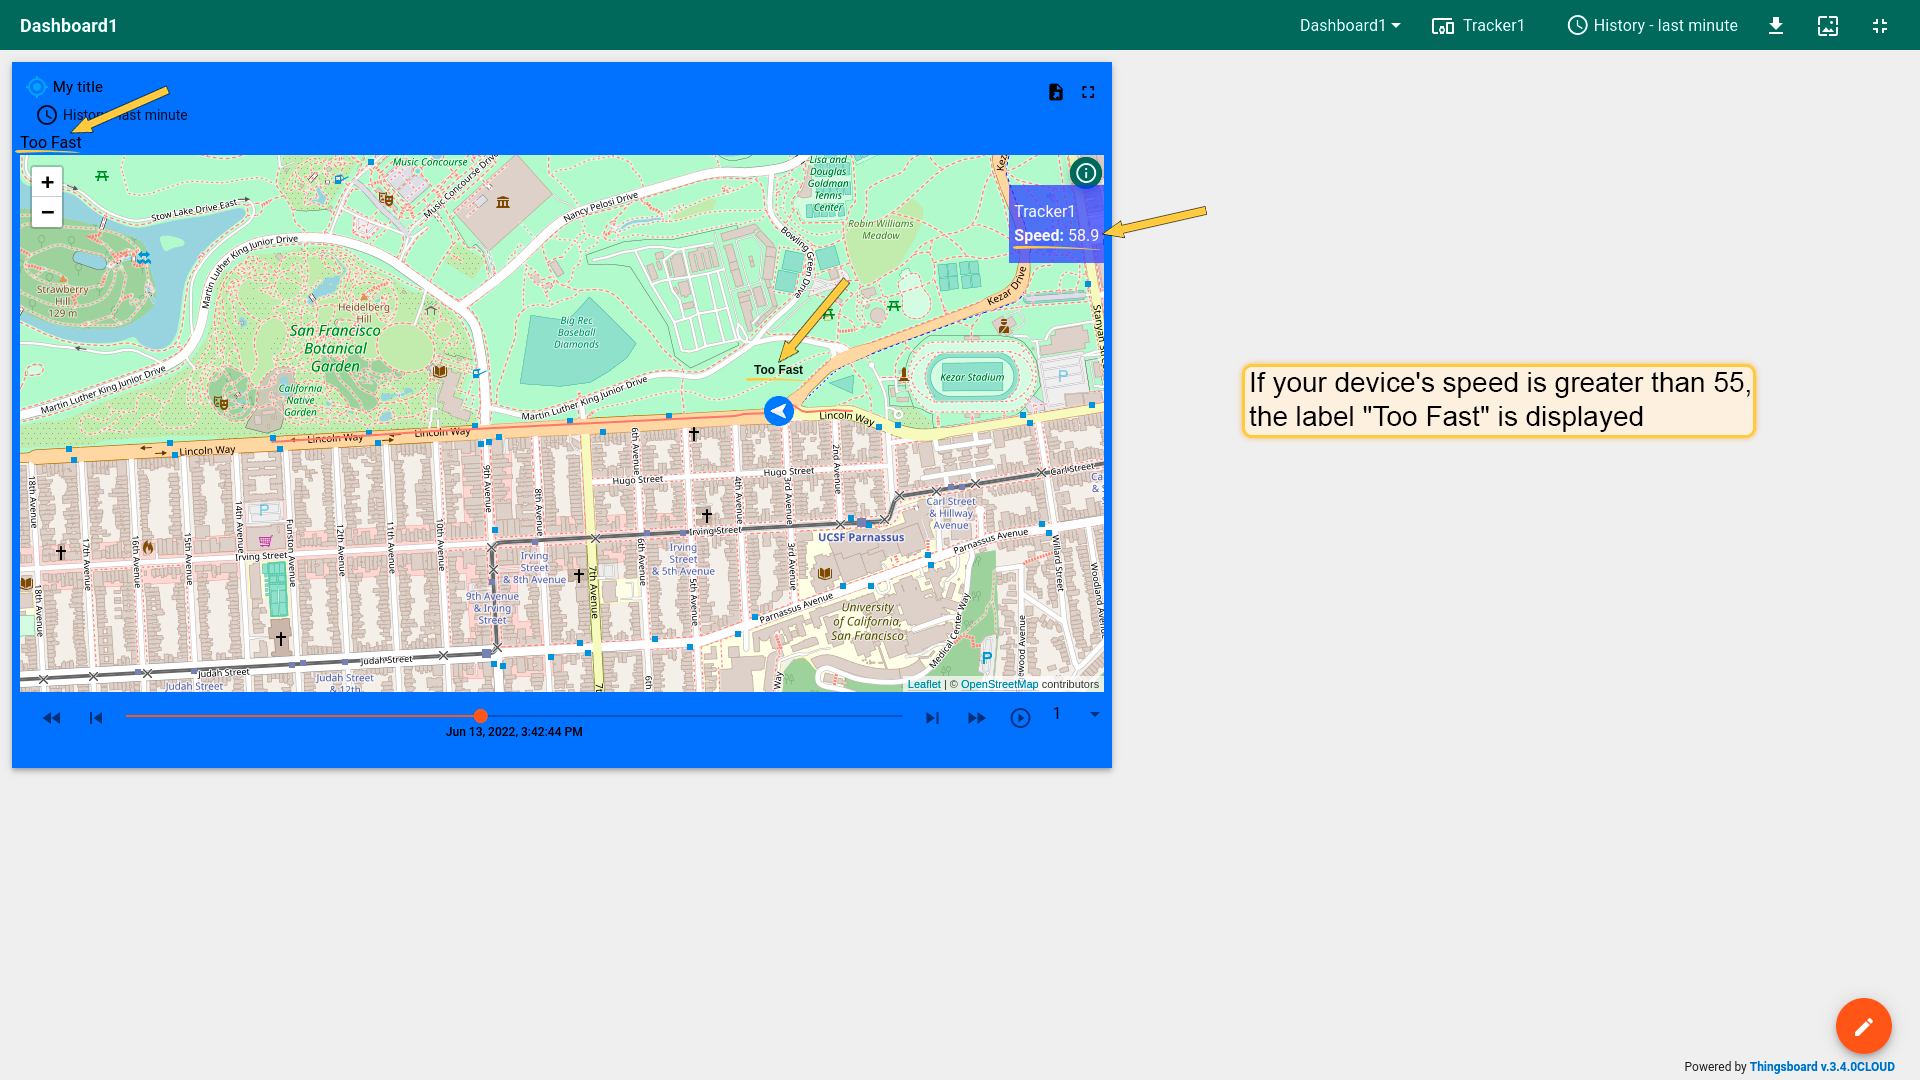 Dashboard1
Dashboard1
Tracker1
History - last minute
My title
History - last minute
Too Fast
+
−
Tracker1
Speed: 58.9
Music Concourse
Music Concourse Drive
Lisa and
Douglas
Goldman
Tennis
Center
Nancy Pelosi Drive
Stow Lake Drive East
Robin Williams
Meadow
Bowling Green Drive
Martin Luther King Junior Drive
Strawberry
Hill
129 m
Heidelberg
Hill
San Francisco
Botanical
Garden
California
Native
Garden
Big Rec
Baseball
Diamonds
Kezar Drive
Kezar Stadium
P
Too Fast
Martin Luther King Junior Drive
Martin Luther King Junior Drive
Lincoln Way
Lincoln Way
Lincoln Way
Lincoln Way
Hugo Street
Hugo Street
Carl Street
Carl Street
& Hillway
Avenue
18th Avenue
17th Avenue
16th Avenue
15th Avenue
14th Avenue
Funston Avenue
12th Avenue
11th Avenue
10th Avenue
9th Avenue
8th Avenue
7th Avenue
6th Avenue
6th Avenue
5th Avenue
4th Avenue
3rd Avenue
3rd Avenue
2nd Avenue
18th Avenue
P
Irving Street
Irving Street
Irving
Street
& 8th Avenue
Irving
Street
& 5th Avenue
9th Avenue
& Irving
Street
UCSF Parnassus
Parnassus Avenue
Parnassus Avenue
University
of California,
San Francisco
Medical Center Way
Willard Street
Woodland Avenue
P
Judah Street
Judah Street
Judah Street
Judah Street
& 12th
Leaflet | © OpenStreetMap contributors
Jun 13, 2022, 3:42:44 PM
1
If your device's speed is greater than 55,
the label "Too Fast" is displayed
Powered by Thingsboard v.3.4.0CLOUD